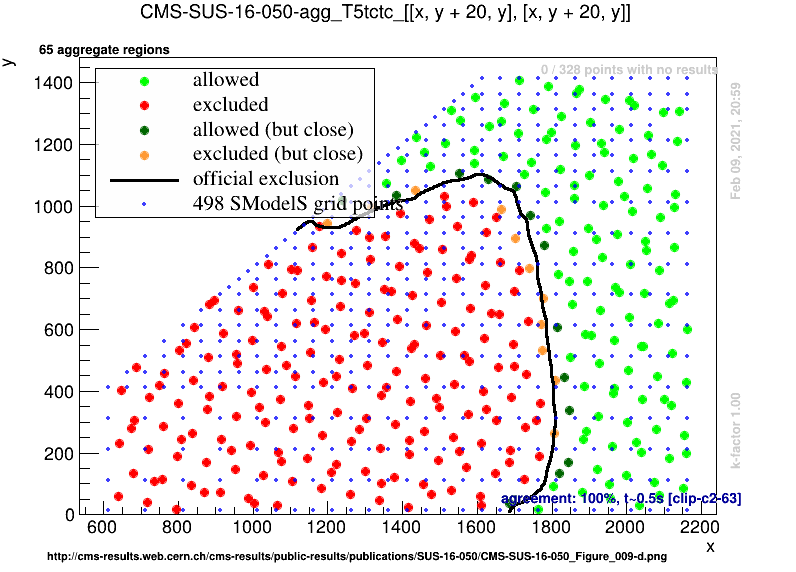 CMS-SUS-16-050-agg_T5tctc_[[x, y + 20, y], [x, y + 20, y]]
65 aggregate regions
y
0 / 328 points with no results
allowed
excluded
allowed (but close)
excluded (but close)
official exclusion
498 SModelS grid points
Feb 09, 2021, 20:59
k-factor 1.00
1400
1200
1000
800
600
400
200
0
agreement: 100%, t~0.5s [clip-c2-63]
600 800 1000 1200 1400 1600 1800 2000 2200
x
http://cms-results.web.cern.ch/cms-results/public-results/publications/SUS-16-050/CMS-SUS-16-050_Figure_009-d.png